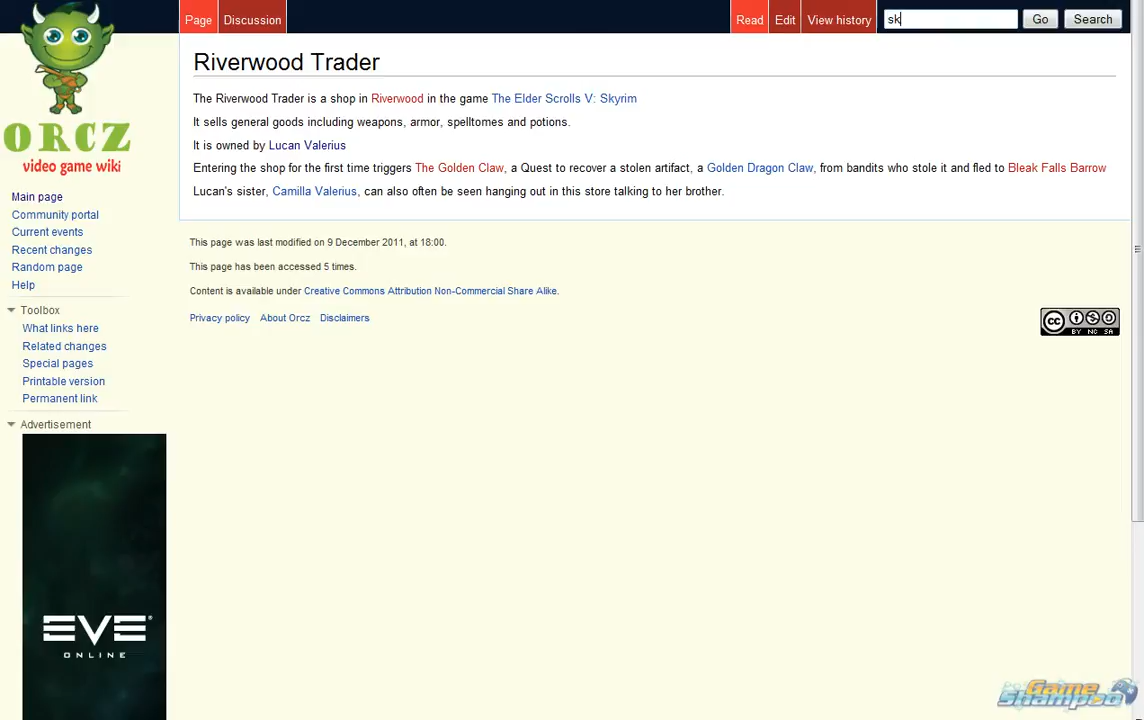 Page Discussion Read Edit View history sk Go Search
Riverwood Trader
The Riverwood Trader is a shop in Riverwood in the game The Elder Scrolls V: Skyrim
It sells general goods including weapons, armor, spelltomes and potions.
It is owned by Lucan Valerius
Entering the shop for the first time triggers The Golden Claw, a Quest to recover a stolen artifact, a Golden Dragon Claw, from bandits who stole it and fled to Bleak Falls Barrow
Lucan's sister, Camilla Valerius, can also often be seen hanging out in this store talking to her brother.
This page was last modified on 9 December 2011, at 18:00.
This page has been accessed 5 times.
Content is available under Creative Commons Attribution Non-Commercial Share Alike.
Privacy policy About Orcz Disclaimers
CC BY NC SA
ORCZ
video game wiki
Main page
Community portal
Current events
Recent changes
Random page
Help
Toolbox
What links here
Related changes
Special pages
Printable version
Permanent link
Advertisement
EVE
ONLINE
Game
Shampoo